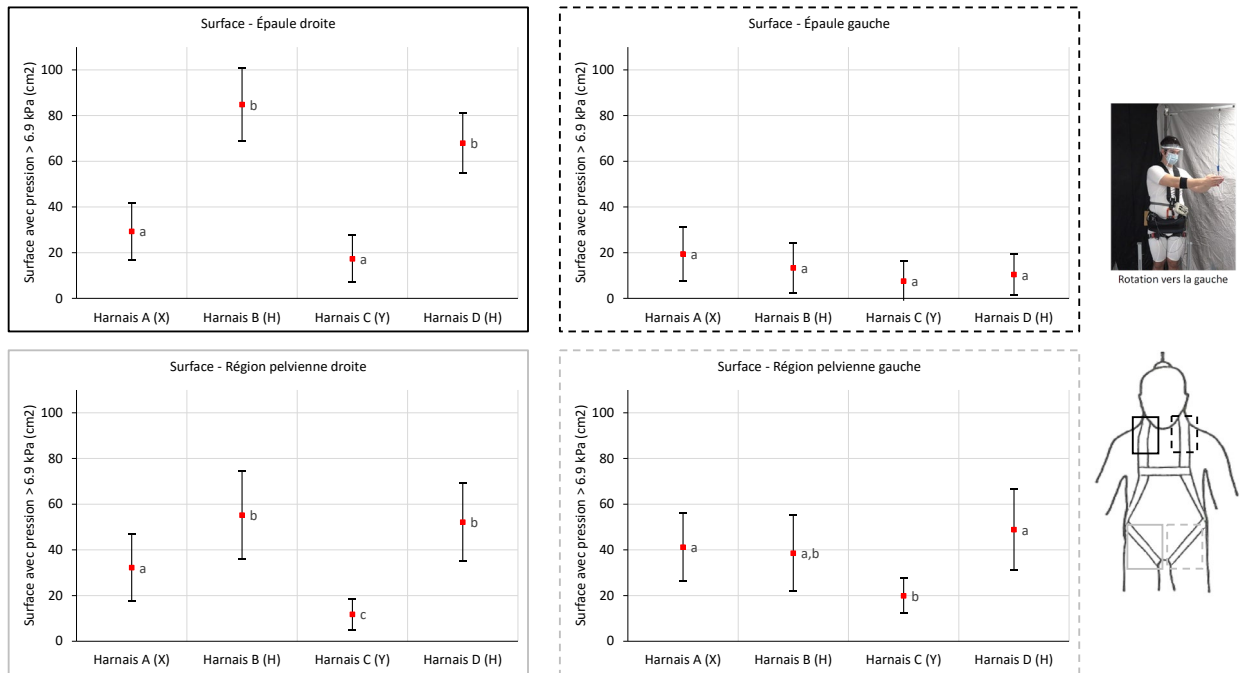 Surface - Épaule droite
Surface avec pression > 6.9 kPa (cm2)
100
80
60
40
20
0
b
b
a
a
Harnais A (X) Harnais B (H) Harnais C (Y) Harnais D (H)
Surface - Épaule gauche
Surface avec pression > 6.9 kPa (cm2)
100
80
60
40
20
0
a
a
a
a
Harnais A (X) Harnais B (H) Harnais C (Y) Harnais D (H)
Rotation vers la gauche
Surface - Région pelvienne droite
Surface avec pression > 6.9 kPa (cm2)
100
80
60
40
20
0
a
b
c
b
Harnais A (X) Harnais B (H) Harnais C (Y) Harnais D (H)
Surface - Région pelvienne gauche
Surface avec pression > 6.9 kPa (cm2)
100
80
60
40
20
0
a
a,b
b
a
Harnais A (X) Harnais B (H) Harnais C (Y) Harnais D (H)